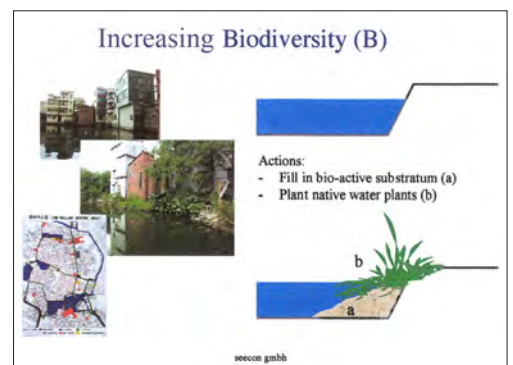 Increasing Biodiversity (B)
Actions:
- Fill in bio-active substratum (a)
- Plant native water plants (b)
b
a
seecon gmbh